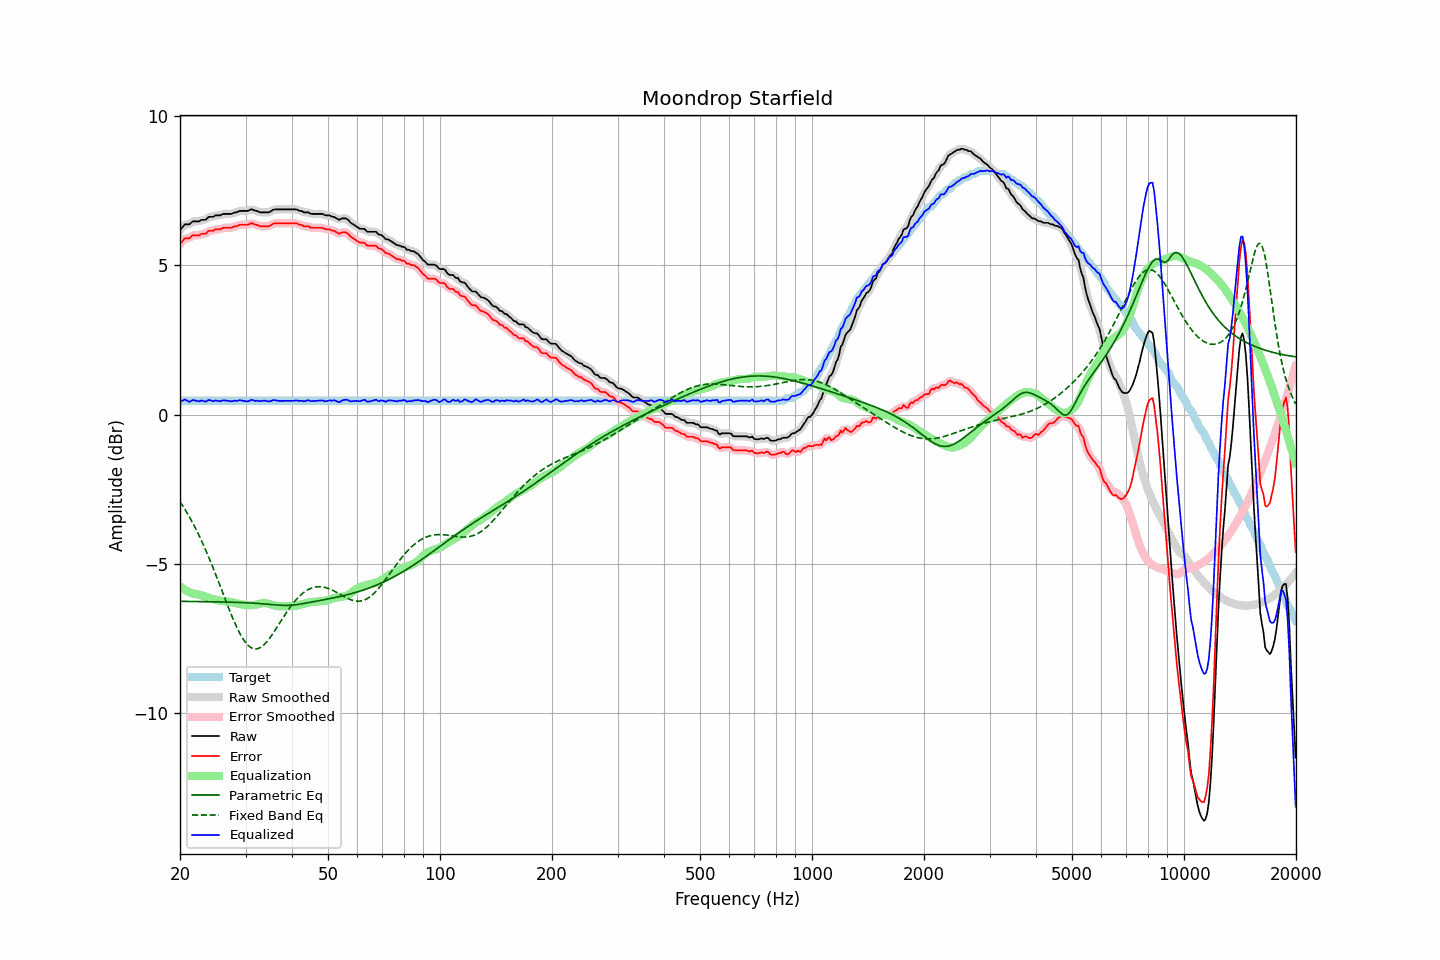 Moondrop Starfield
10
5
0
−5
−10
Amplitude (dBr)
Target
Raw Smoothed
Error Smoothed
Raw
Error
Equalization
Parametric Eq
Fixed Band Eq
Equalized
20 50 100 200 500 1000 2000 5000 10000 20000
Frequency (Hz)